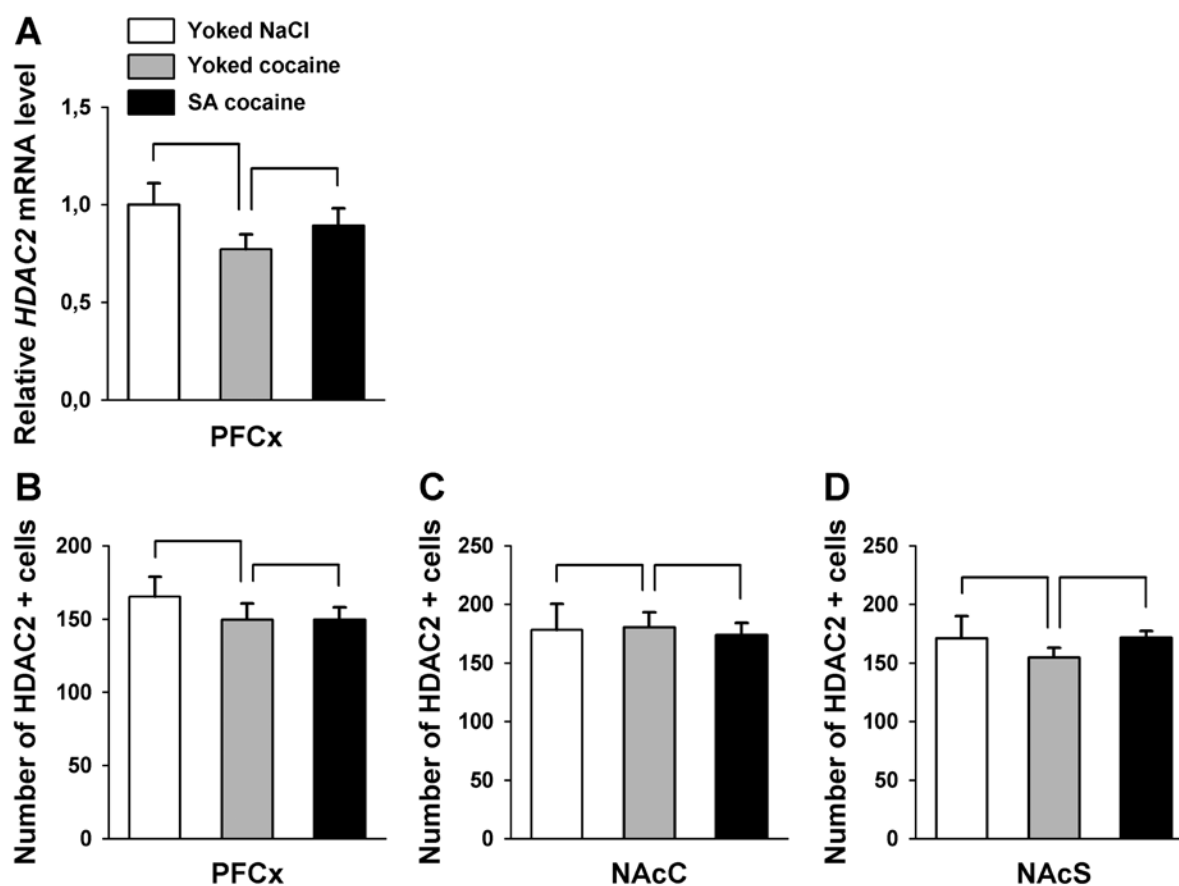 A
Yoked NaCl
Yoked cocaine
SA cocaine
Relative HDAC2 mRNA level
1,5
1,0
0,5
0,0
PFCx
B
Number of HDAC2 + cells
200
150
100
50
0
PFCx
C
Number of HDAC2 + cells
250
200
150
100
50
0
NAcC
D
Number of HDAC2 + cells
250
200
150
100
50
0
NAcS